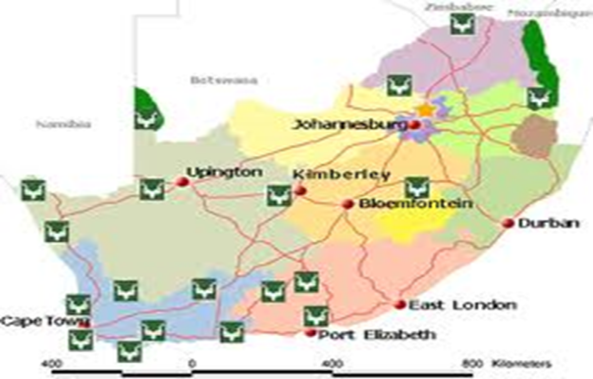 Zimbabwe
Mozambique
Botswana
Namibia
Johannesburg
Upington
Kimberley
Bloemfontein
Durban
Cape Town
East London
Port Elizabeth
400 0 400 800 Kilometers